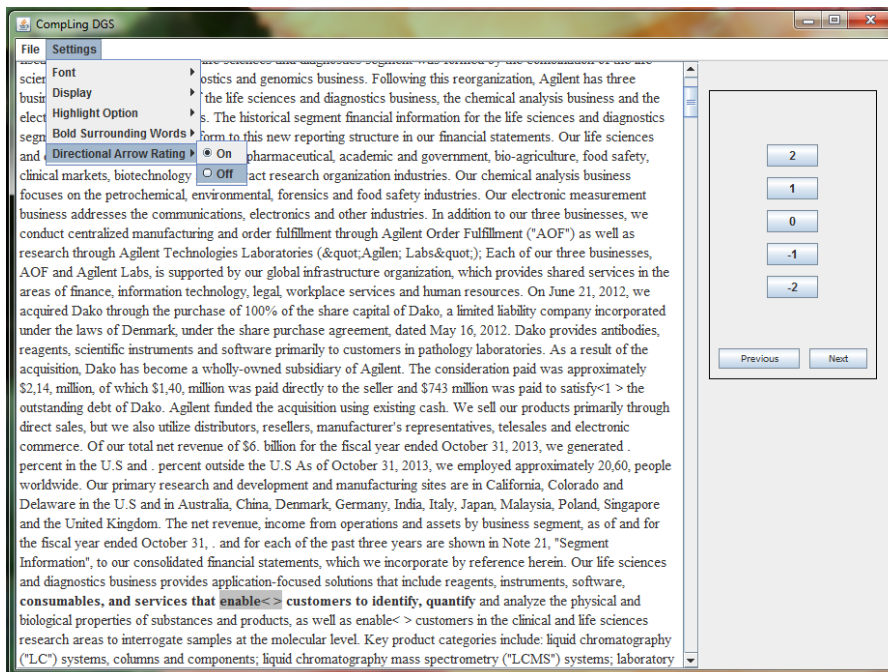 CompLing DGS
File Settings
Font
Display
Highlight Option
Bold Surrounding Words
Directional Arrow Rating
On
Off
scien ostics and genomics business. Following this reorganization, Agilent has three
busin f the life sciences and diagnostics business, the chemical analysis business and the
elect s. The historical segment financial information for the life sciences and diagnostics
segm form to this new reporting structure in our financial statements. Our life sciences
and pharmaceutical, academic and government, bio-agriculture, food safety,
clinical markets, biotechnology act research organization industries. Our chemical analysis business
focuses on the petrochemical, environmental, forensics and food safety industries. Our electronic measurement
business addresses the communications, electronics and other industries. In addition to our three businesses, we
conduct centralized manufacturing and order fulfillment through Agilent Order Fulfillment ("AOF") as well as
research through Agilent Technologies Laboratories (&quot;Agilen; Labs&quot;); Each of our three businesses,
AOF and Agilent Labs, is supported by our global infrastructure organization, which provides shared services in the
areas of finance, information technology, legal, workplace services and human resources. On June 21, 2012, we
acquired Dako through the purchase of 100% of the share capital of Dako, a limited liability company incorporated
under the laws of Denmark, under the share purchase agreement, dated May 16, 2012. Dako provides antibodies,
reagents, scientific instruments and software primarily to customers in pathology laboratories. As a result of the
acquisition, Dako has become a wholly-owned subsidiary of Agilent. The consideration paid was approximately
$2,14, million, of which $1,40, million was paid directly to the seller and $743 million was paid to satisfy<1 > the
outstanding debt of Dako. Agilent funded the acquisition using existing cash. We sell our products primarily through
direct sales, but we also utilize distributors, resellers, manufacturer's representatives, telesales and electronic
commerce. Of our total net revenue of $6. billion for the fiscal year ended October 31, 2013, we generated .
percent in the U.S and . percent outside the U.S As of October 31, 2013, we employed approximately 20,60, people
worldwide. Our primary research and development and manufacturing sites are in California, Colorado and
Delaware in the U.S and in Australia, China, Denmark, Germany, India, Italy, Japan, Malaysia, Poland, Singapore
and the United Kingdom. The net revenue, income from operations and assets by business segment, as of and for
the fiscal year ended October 31, . and for each of the past three years are shown in Note 21, "Segment
Information", to our consolidated financial statements, which we incorporate by reference herein. Our life sciences
and diagnostics business provides application-focused solutions that include reagents, instruments, software,
consumables, and services that enable< > customers to identify, quantify and analyze the physical and
biological properties of substances and products, as well as enable< > customers in the clinical and life sciences
research areas to interrogate samples at the molecular level. Key product categories include: liquid chromatography
("LC") systems, columns and components; liquid chromatography mass spectrometry ("LCMS") systems; laboratory
2
1
0
-1
-2
Previous Next